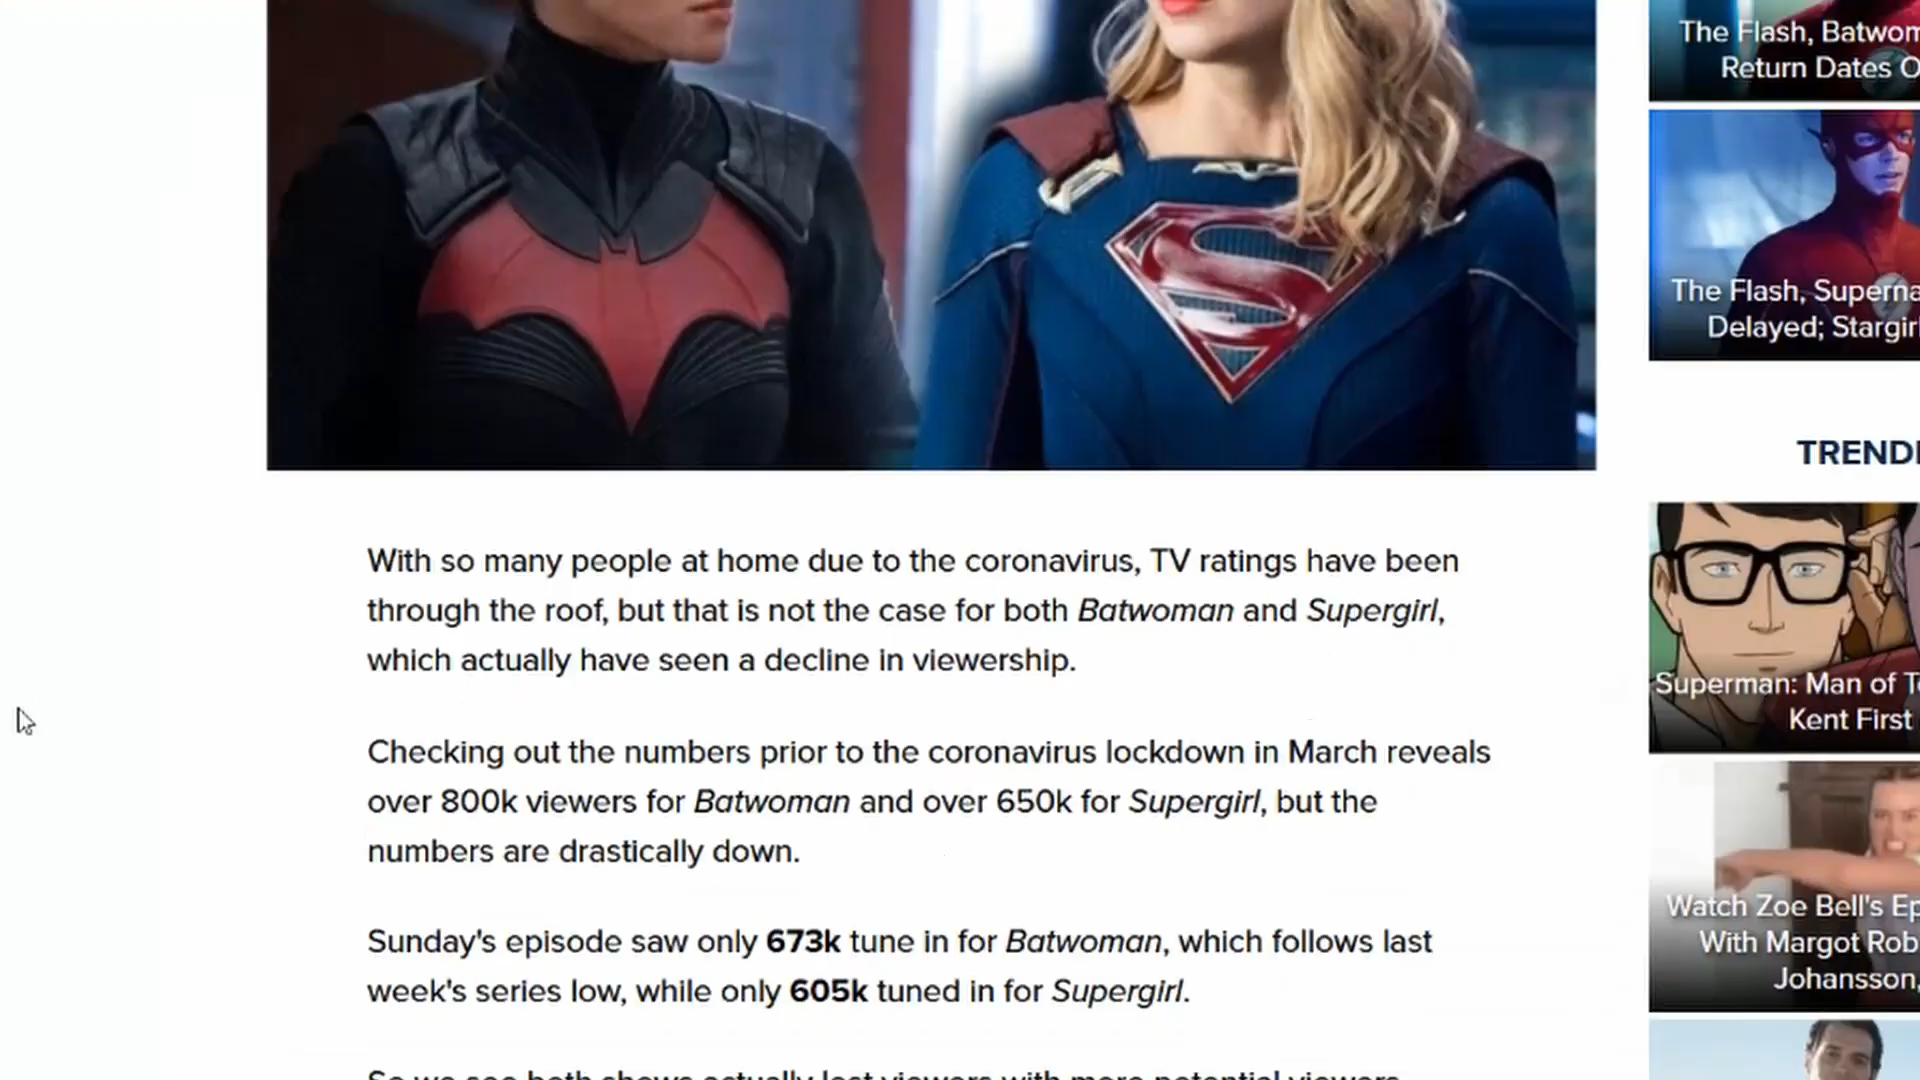 With so many people at home due to the coronavirus, TV ratings have been
through the roof, but that is not the case for both Batwoman and Supergirl,
which actually have seen a decline in viewership.
Checking out the numbers prior to the coronavirus lockdown in March reveals
over 800k viewers for Batwoman and over 650k for Supergirl, but the
numbers are drastically down.
Sunday's episode saw only 673k tune in for Batwoman, which follows last
week's series low, while only 605k tuned in for Supergirl.
So we see both shows actually lost viewers with more potential viewers
The Flash, Batwom
Return Dates O
The Flash, Superna
Delayed; Stargirl
TREND
Superman: Man of T
Kent First
Watch Zoe Bell's Ep
With Margot Rob
Johansson,